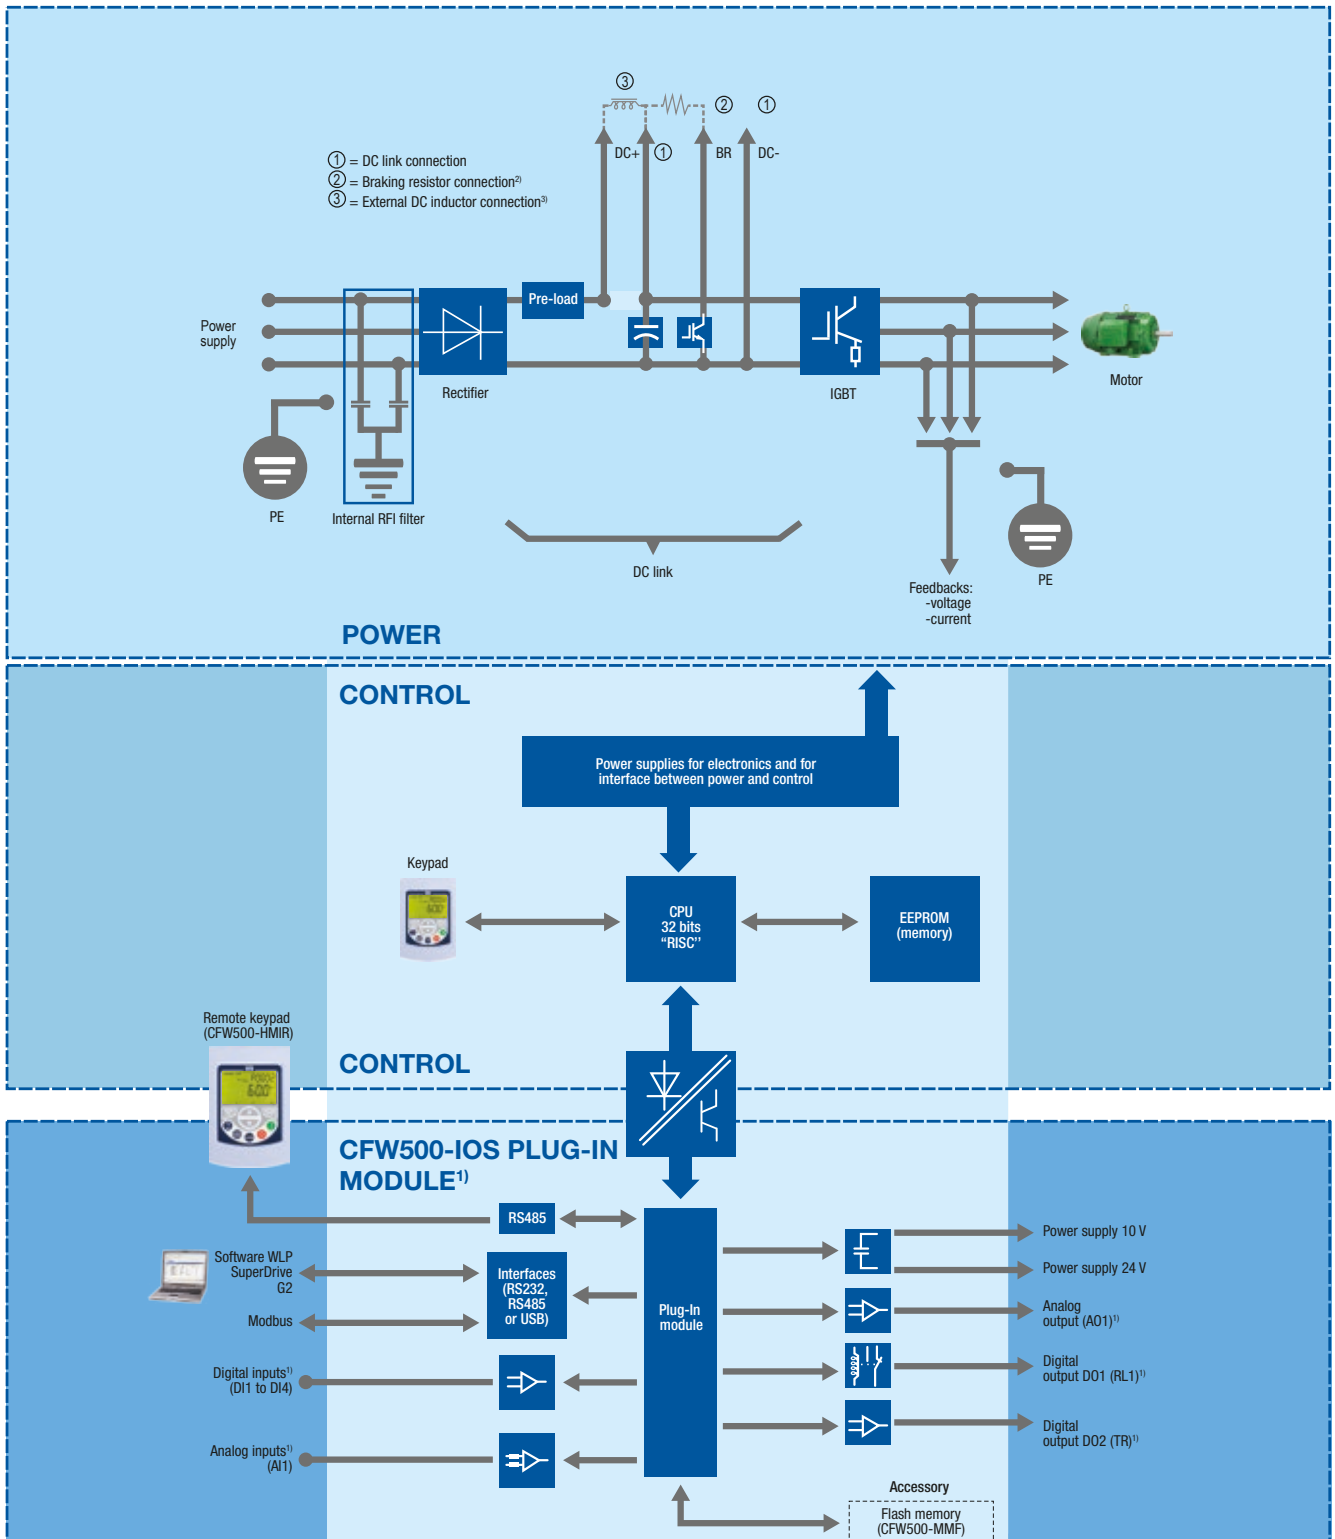 ③
② ①
DC+ ① BR DC-
① = DC link connection
② = Braking resistor connection2)
③ = External DC inductor connection3)
Pre-load
Power
supply
Rectifier
IGBT
Motor
PE
Internal RFI filter
DC link
PE
Feedbacks:
-voltage
-current
POWER
CONTROL
Power supplies for electronics and for
interface between power and control
Keypad
CPU
32 bits
“RISC’’
EEPROM
(memory)
Remote keypad
(CFW500-HMIR)
CONTROL
CFW500-IOS PLUG-IN
MODULE1)
RS485
Software WLP
SuperDrive
G2
Interfaces
(RS232,
RS485
or USB)
Modbus
Plug-In
module
Digital inputs1)
(DI1 to DI4)
Analog inputs1)
(AI1)
Power supply 10 V
Power supply 24 V
Analog
output (AO1)1)
Digital
output DO1 (RL1)1)
Digital
output DO2 (TR)1)
Accessory
Flash memory
(CFW500-MMF)